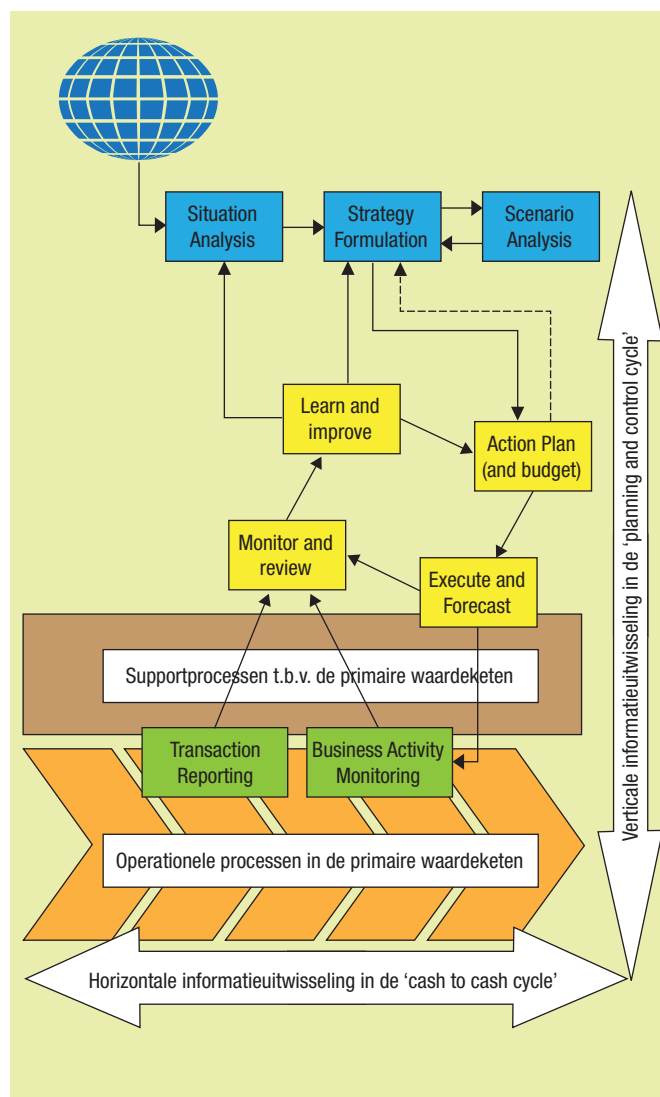 Situation
Analysis
Strategy
Formulation
Scenario
Analysis
Learn and
improve
Action Plan
(and budget)
Monitor and
review
Execute and
Forecast
Supportprocessen t.b.v. de primaire waardeketen
Transaction
Reporting
Business Activity
Monitoring
Operationele processen in de primaire waardeketen
Horizontale informatieuitwisseling in de ‘cash to cash cycle’
Verticale informatieuitwisseling in de ‘planning and control cycle’